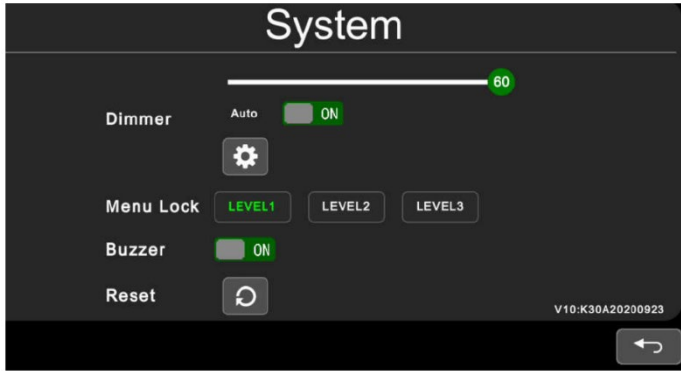 System
60
Dimmer Auto ON
Menu Lock LEVEL1 LEVEL2 LEVEL3
Buzzer ON
Reset
V10:K30A20200923